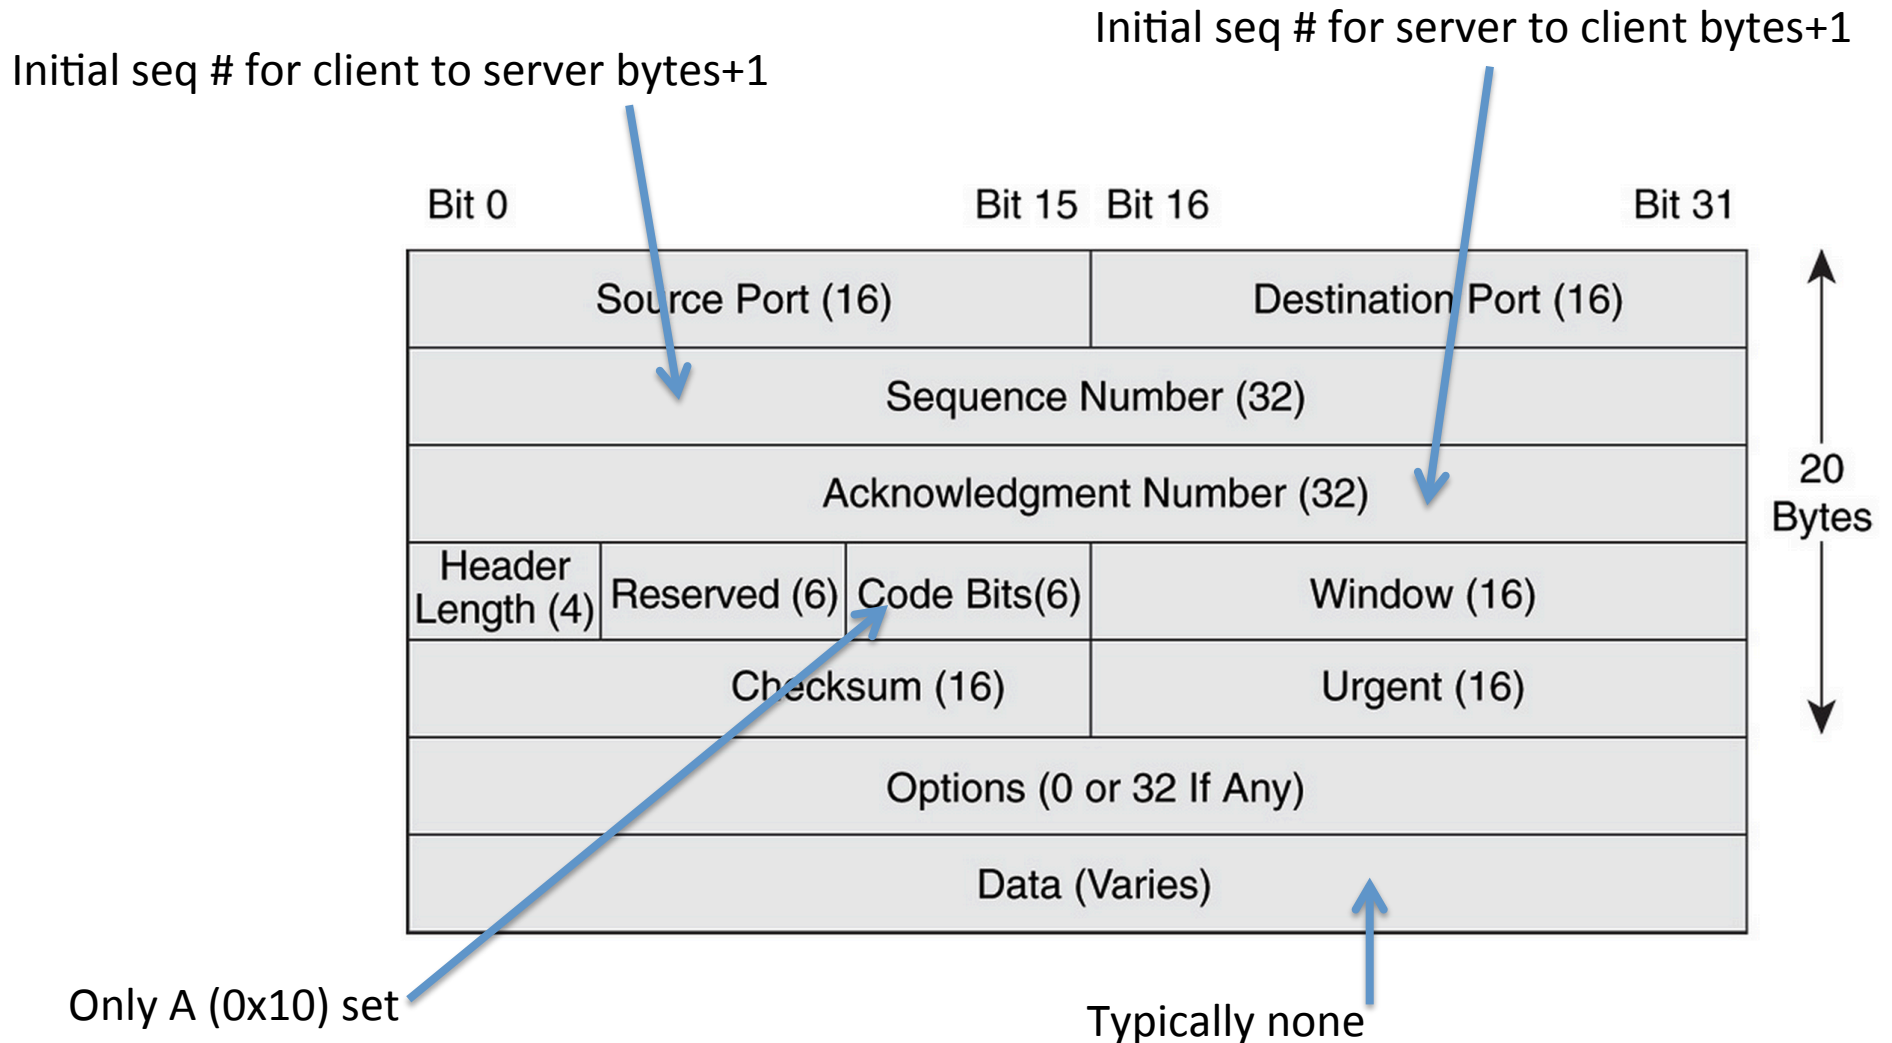 Initial seq # for server to client bytes+1
Initial seq # for client to server bytes+1
Bit 0
Bit 15
Bit 16
Bit 31
Source Port (16)
Destination Port (16)
Sequence Number (32)
Acknowledgment Number (32)
20
Bytes
Header
Length (4)
Reserved (6)
Code Bits(6)
Window (16)
Checksum (16)
Urgent (16)
Options (0 or 32 If Any)
Data (Varies)
Only A (0x10) set
Typically none